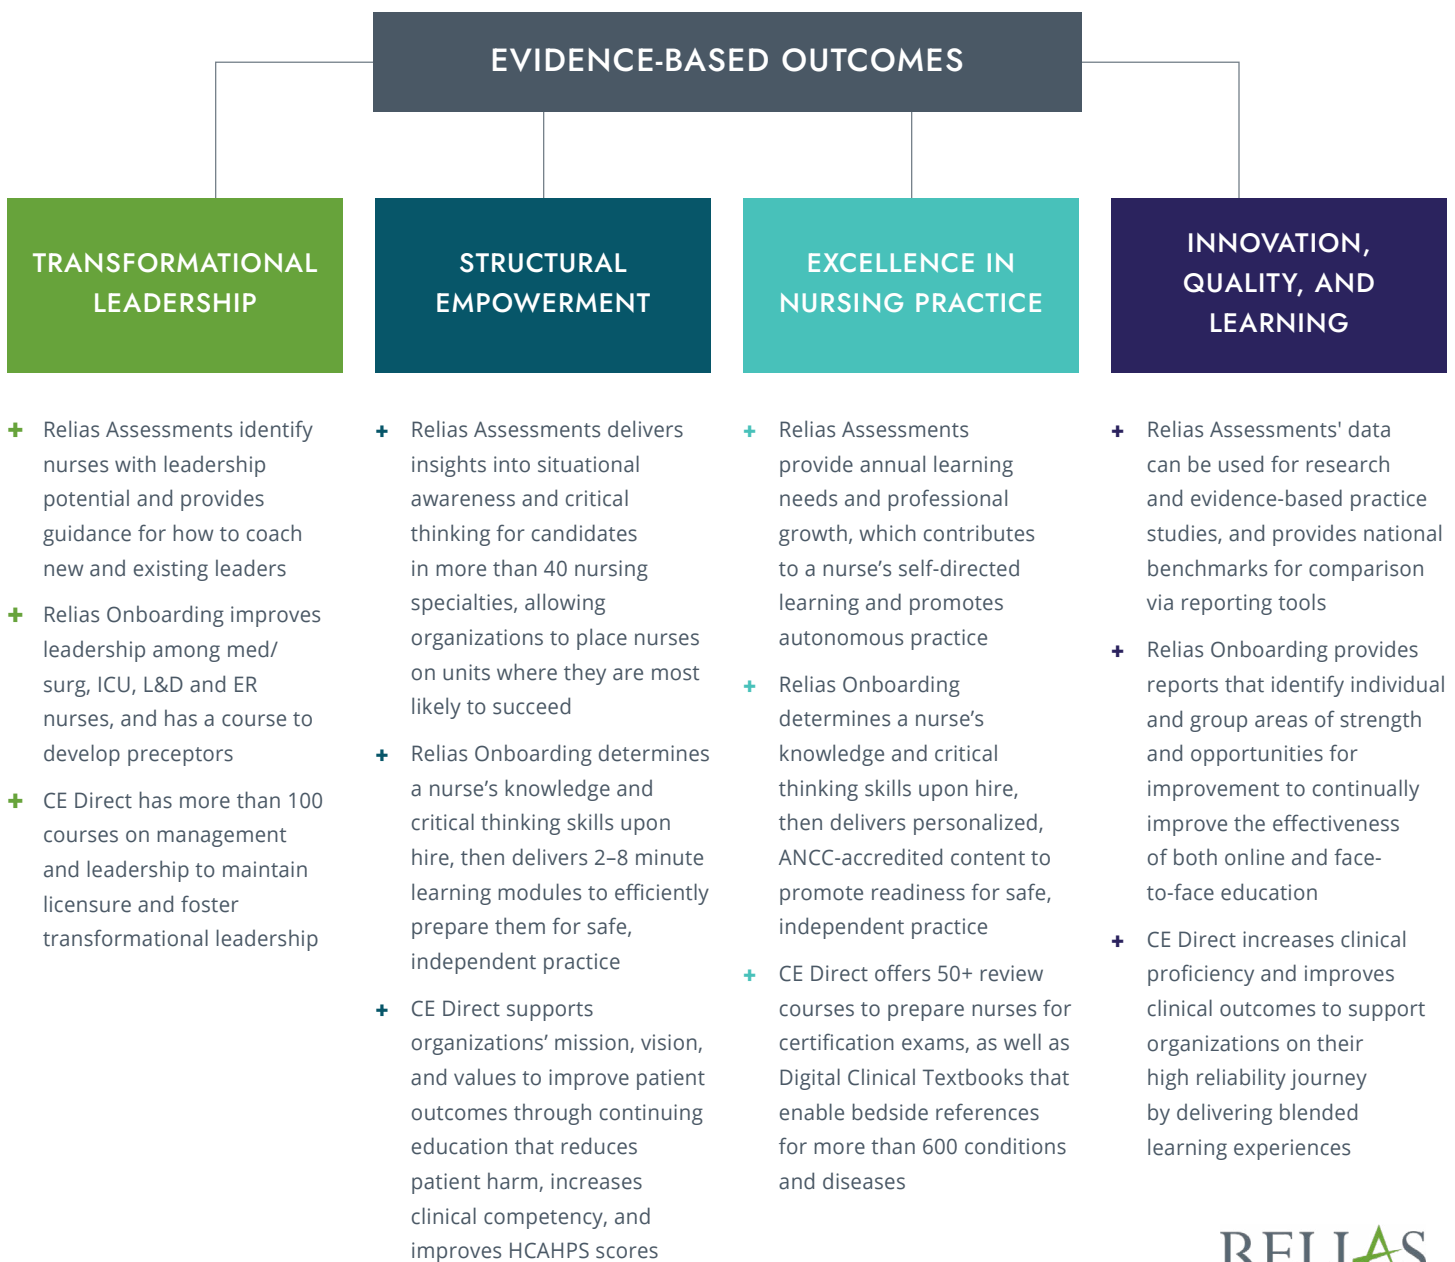 EVIDENCE-BASED OUTCOMES
TRANSFORMATIONAL
LEADERSHIP
Relias Assessments identify
nurses with leadership
potential and provides
guidance for how to coach
new and existing leaders
Relias Onboarding improves
leadership among med/
surg, ICU, L&D and ER
nurses, and has a course to
develop preceptors
CE Direct has more than 100
courses on management
and leadership to maintain
licensure and foster
transformational leadership
STRUCTURAL
EMPOWERMENT
Relias Assessments delivers
insights into situational
awareness and critical
thinking for candidates
in more than 40 nursing
specialties, allowing
organizations to place nurses
on units where they are most
likely to succeed
Relias Onboarding determines
a nurse’s knowledge and
critical thinking skills upon
hire, then delivers 2–8 minute
learning modules to efficiently
prepare them for safe,
independent practice
CE Direct supports
organizations’ mission, vision,
and values to improve patient
outcomes through continuing
education that reduces
patient harm, increases
clinical competency, and
improves HCAHPS scores
EXCELLENCE IN
NURSING PRACTICE
Relias Assessments
provide annual learning
needs and professional
growth, which contributes
to a nurse’s self-directed
learning and promotes
autonomous practice
Relias Onboarding
determines a nurse’s
knowledge and critical
thinking skills upon hire,
then delivers personalized,
ANCC-accredited content to
promote readiness for safe,
independent practice
CE Direct offers 50+ review
courses to prepare nurses for
certification exams, as well as
Digital Clinical Textbooks that
enable bedside references
for more than 600 conditions
and diseases
INNOVATION,
QUALITY, AND
LEARNING
Relias Assessments' data
can be used for research
and evidence-based practice
studies, and provides national
benchmarks for comparison
via reporting tools
Relias Onboarding provides
reports that identify individual
and group areas of strength
and opportunities for
improvement to continually
improve the effectiveness
of both online and face-
to-face education
CE Direct increases clinical
proficiency and improves
clinical outcomes to support
organizations on their
high reliability journey
by delivering blended
learning experiences
RELIAS